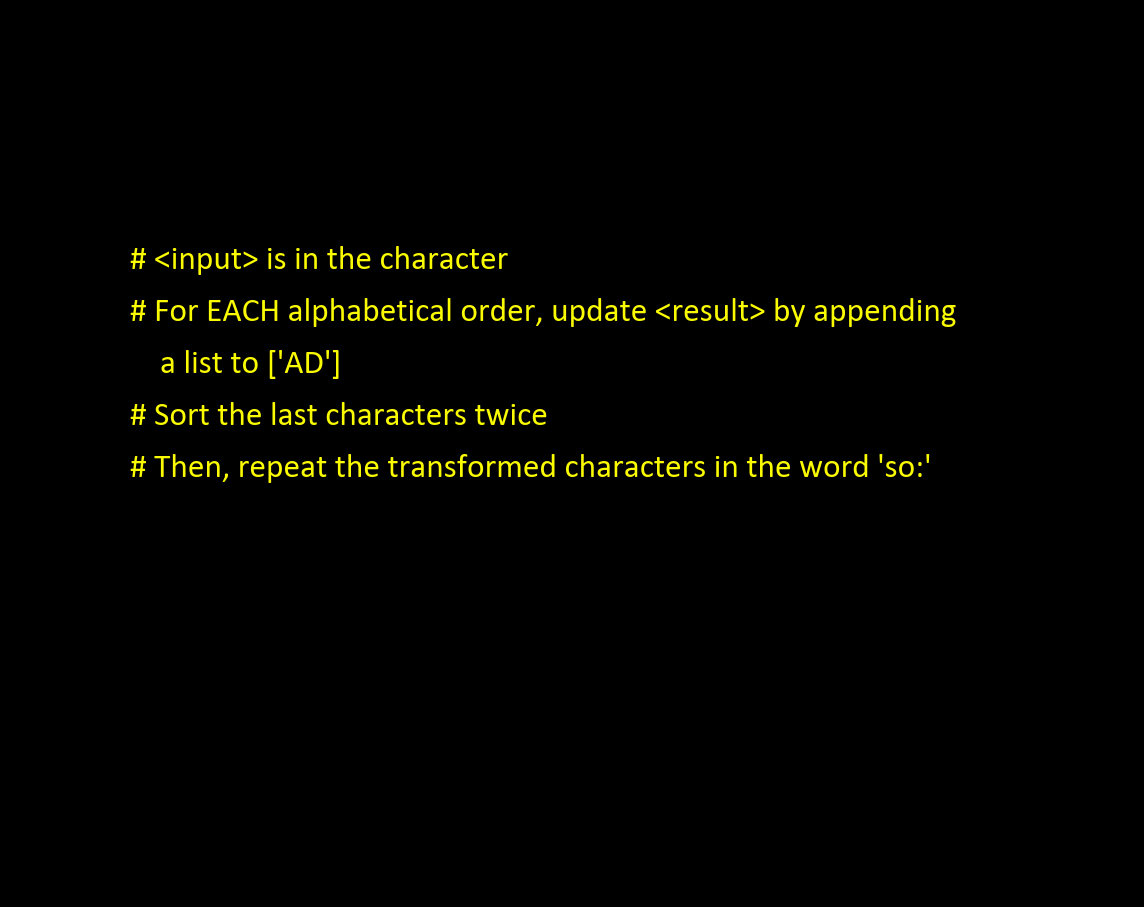 # <input> is in the character
# For EACH alphabetical order, update <result> by appending
a list to ['AD']
# Sort the last characters twice
# Then, repeat the transformed characters in the word 'so:'